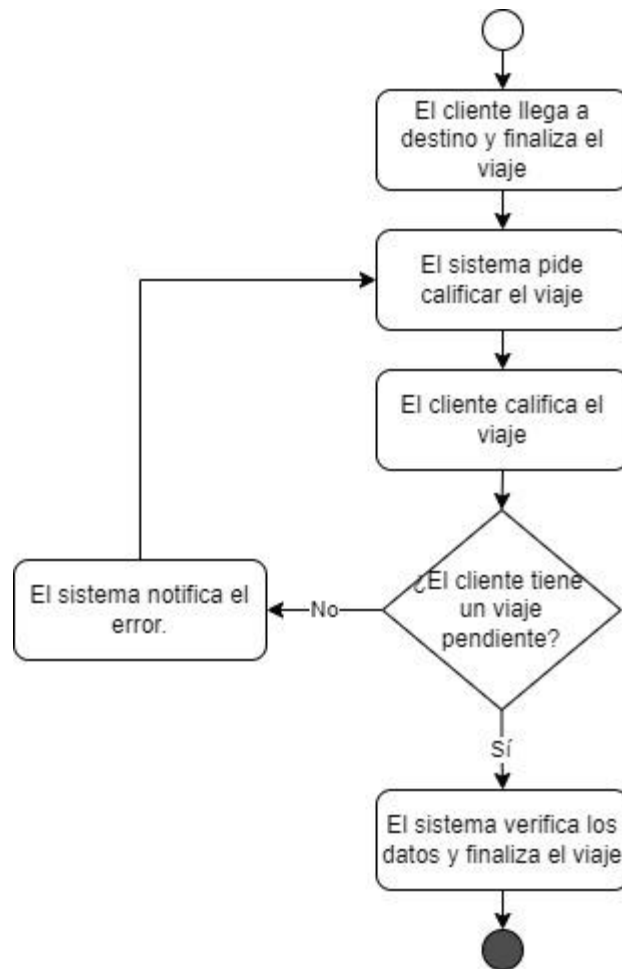 El cliente llega a
destino y finaliza el
viaje
El sistema pide
calificar el viaje
El cliente califica el
viaje
¿El cliente tiene
un viaje
pendiente?
No
El sistema notifica el
error.
Sí
El sistema verifica los
datos y finaliza el viaje